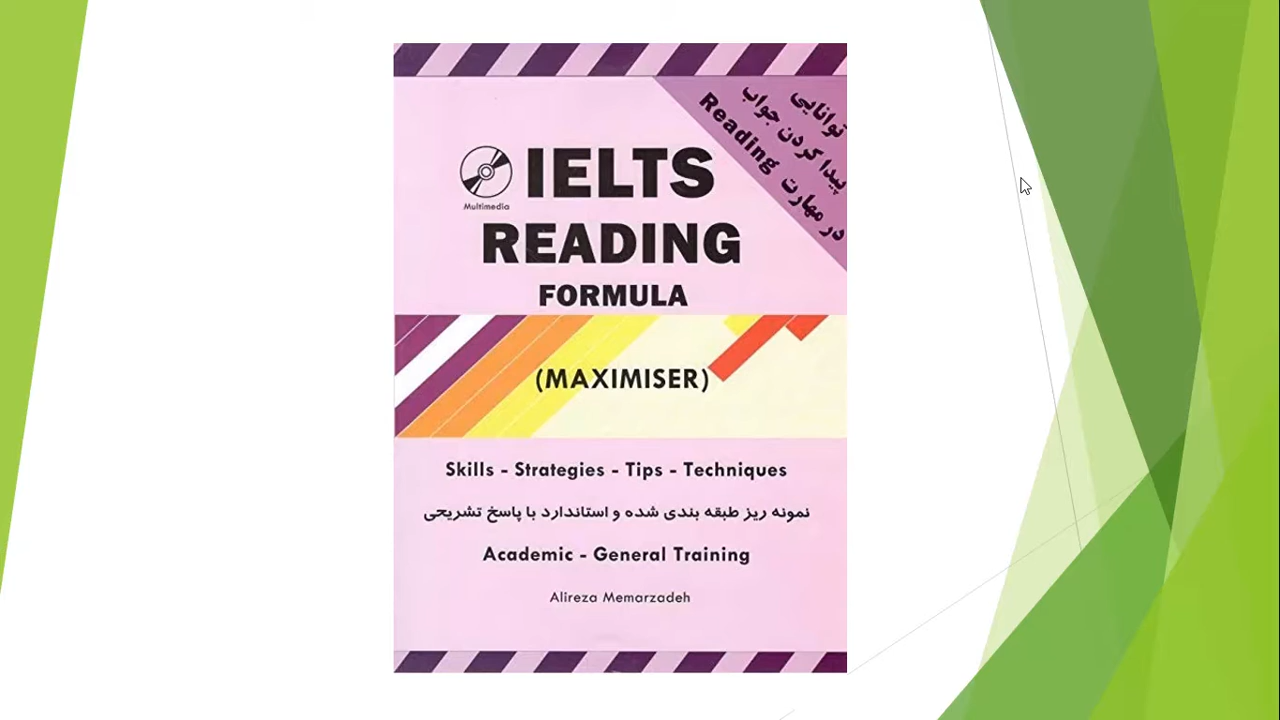 توانایی
پیدا کردن جواب
در مهارت Reading
IELTS
Multimedia
READING
FORMULA
(MAXIMISER)
Skills - Strategies - Tips - Techniques
نمونه ریز طبقه بندی شده و استاندارد با پاسخ تشریحی
Academic - General Training
Alireza Memarzadeh